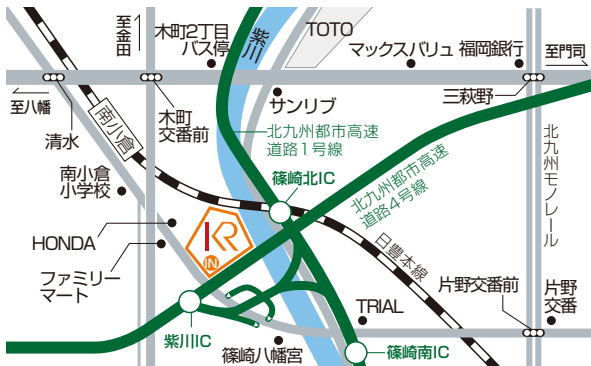 至金田
木町2丁目
バス停
紫川
TOTO
マックスバリュ
福岡銀行
至門司
至八幡
清水
南小倉
木町
交番前
サンリブ
三萩野
北九州都市高速
道路1号線
北九州都市高速
道路4号線
北九州モノレール
南小倉
小学校
篠崎北IC
HONDA
KR
IN
日豊本線
ファミリー
マート
TRIAL
片野交番前
片野
交番
紫川IC
篠崎八幡宮
篠崎南IC